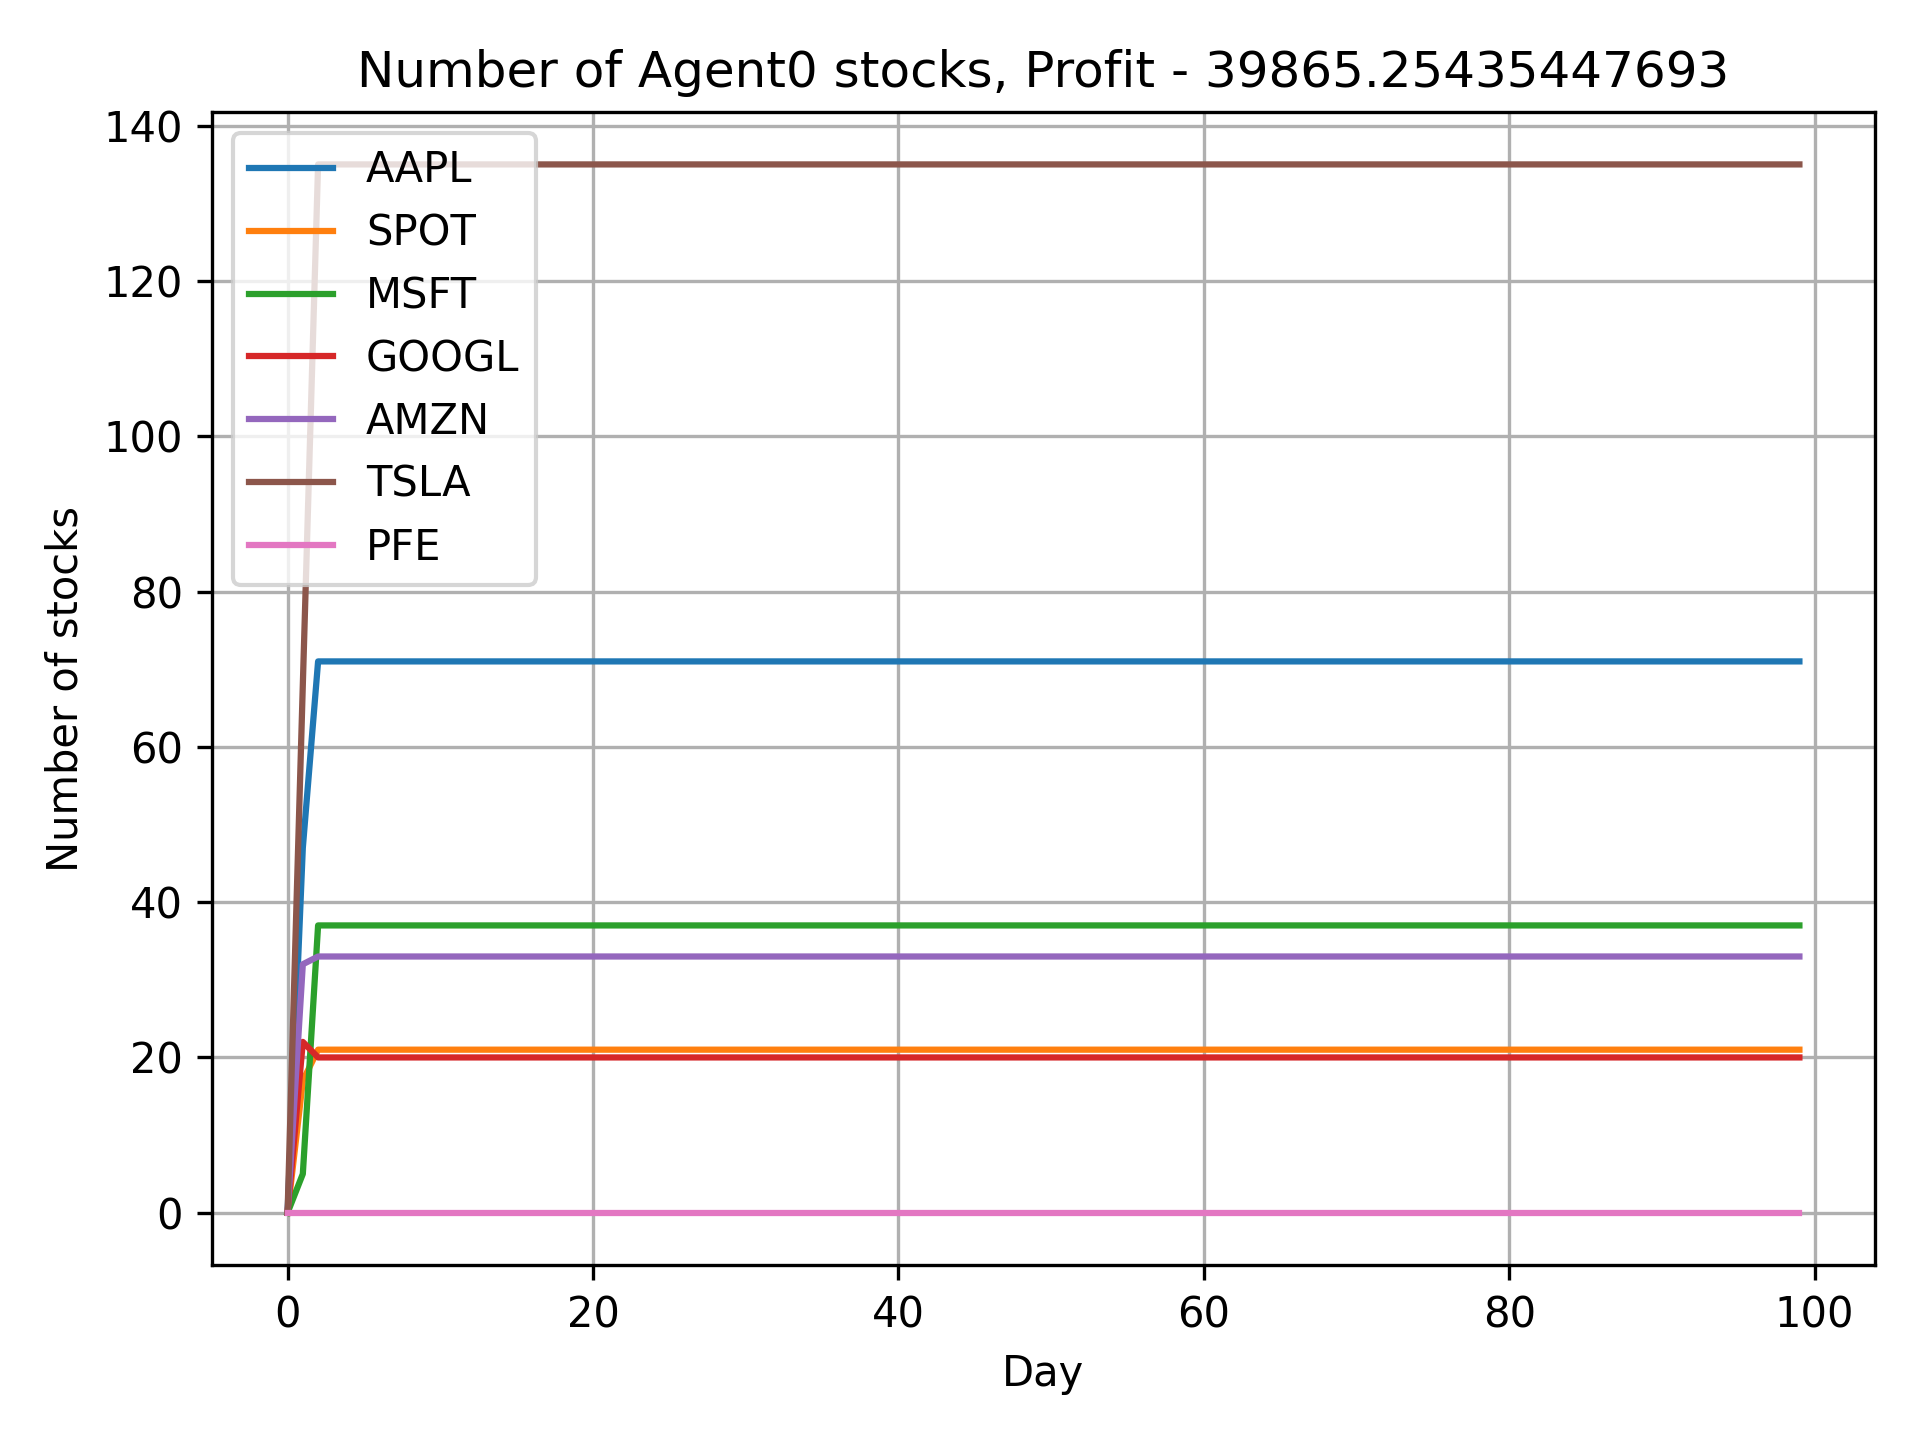 Number of Agent0 stocks, Profit - 39865.25435447693
140
120
100
80
60
40
20
0
Number of stocks
AAPL
SPOT
MSFT
GOOGL
AMZN
TSLA
PFE
0 20 40 60 80 100
Day